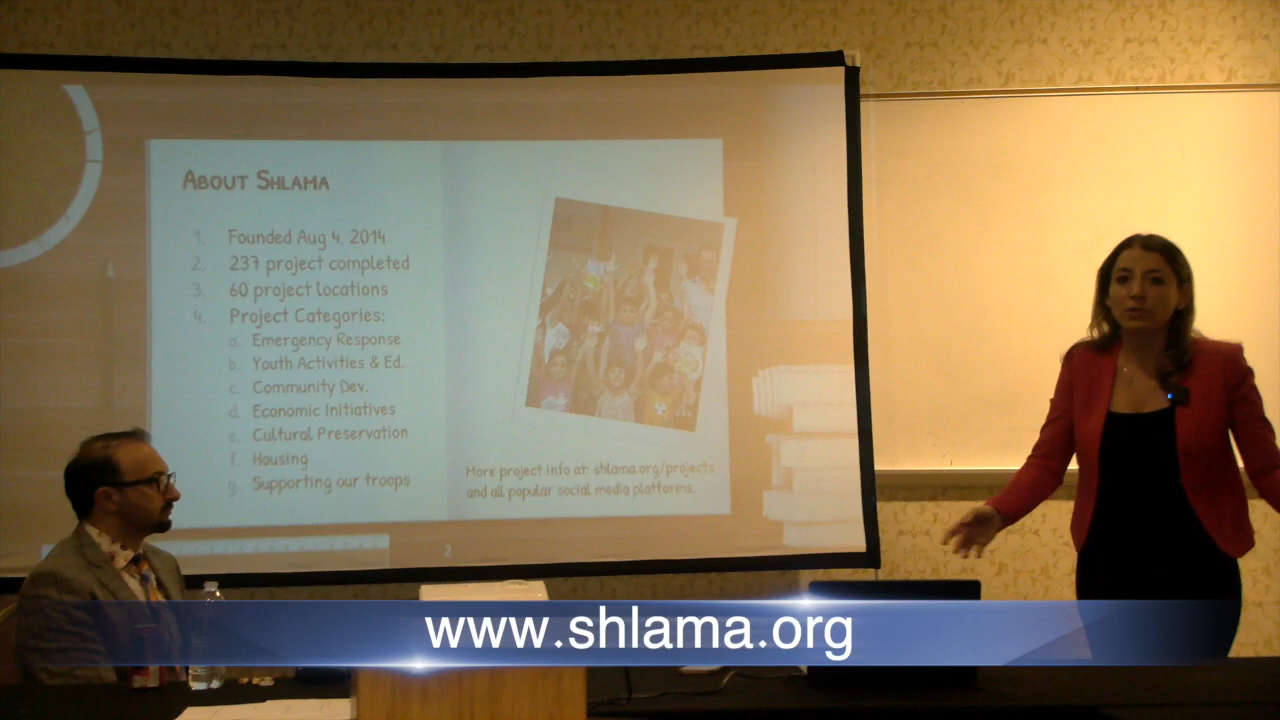 ABOUT SHLAMA
1. Founded Aug 4, 2014
2. 237 project completed
3. 60 project locations
4. Project Categories:
a. Emergency Response
b. Youth Activities & Ed.
c. Community Dev.
d. Economic Initiatives
e. Cultural Preservation
f. Housing
g. Supporting our troops
More project info at: shlama.org/projects
and all popular social media platforms.
2
www.shlama.org